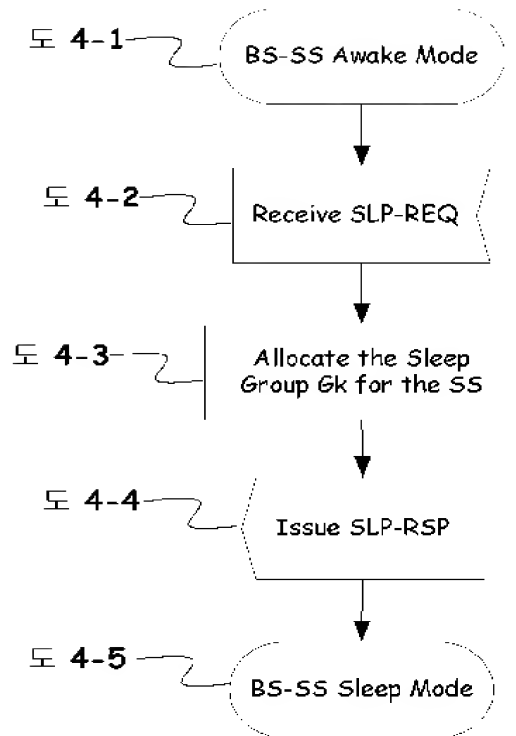 도 4-1
BS-SS Awake Mode
도 4-2
Receive SLP-REQ
도 4-3
Allocate the Sleep
Group Gk for the SS
도 4-4
Issue SLP-RSP
도 4-5
BS-SS Sleep Mode